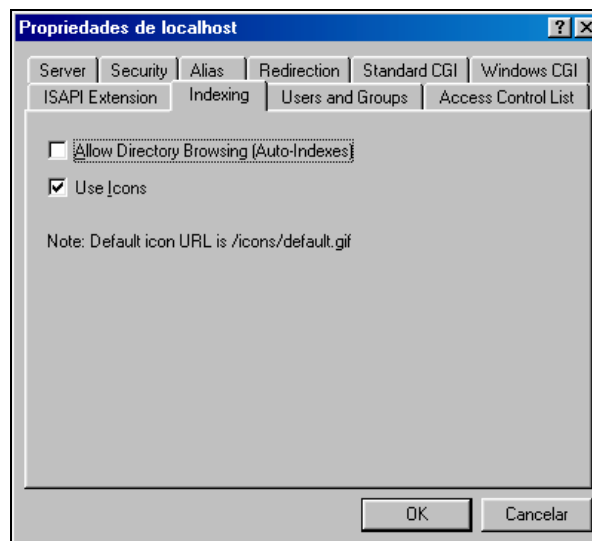 Propriedades de localhost
Server Security Alias Redirection Standard CGI Windows CGI
ISAPI Extension Indexing Users and Groups Access Control List
Allow Directory Browsing (Auto-Indexes)
Use Icons
Note: Default icon URL is /icons/default.gif
OK Cancelar